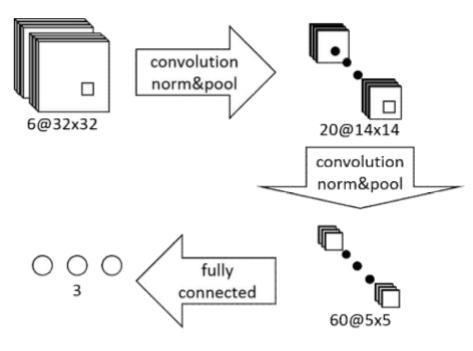 convolution
norm&pool
6@32x32
20@14x14
convolution
norm&pool
fully
connected
3
60@5x5